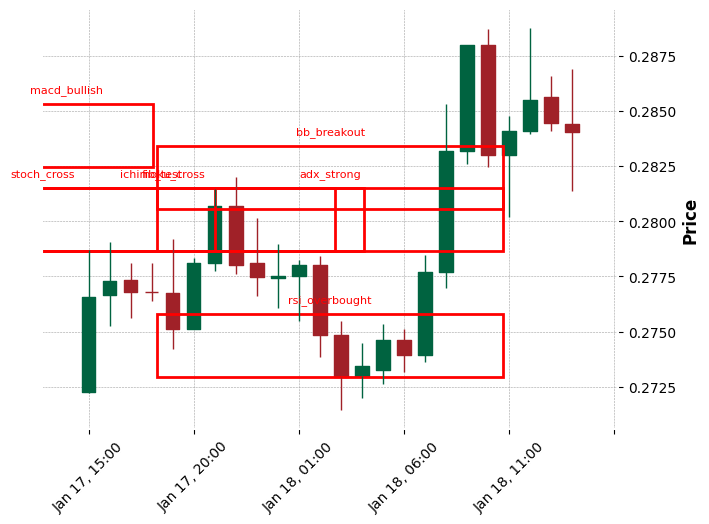 macd_bullish
bb_breakout
stoch_cross
ichimoku_cross
adx_strong
rsi_overbought
0.2875
0.2850
0.2825
0.2800
0.2775
0.2750
0.2725
Price
Jan 17, 15:00
Jan 17, 20:00
Jan 18, 01:00
Jan 18, 06:00
Jan 18, 11:00